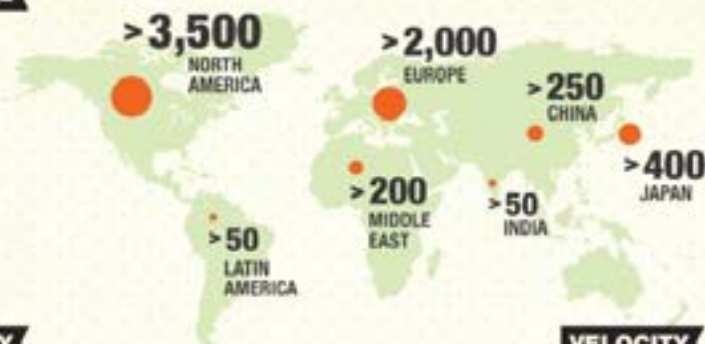 >3,500
NORTH
AMERICA
>2,000
EUROPE
>250
CHINA
>400
JAPAN
>200
MIDDLE
EAST
>50
INDIA
>50
LATIN
AMERICA
VELOCITY